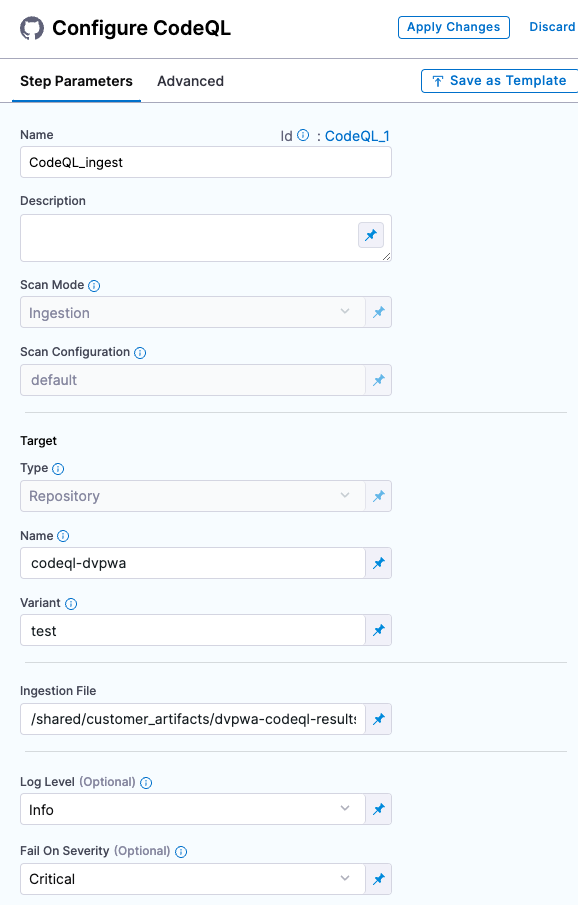 Configure CodeQL
Apply Changes
Discard
Step Parameters
Advanced
Save as Template
Name
Id : CodeQL_1
CodeQL_ingest
Description
Scan Mode
Ingestion
Scan Configuration
default
Target
Type
Repository
Name
codeql-dvpwa
Variant
test
Ingestion File
/shared/customer_artifacts/dvpwa-codeql-results
Log Level (Optional)
Info
Fail On Severity (Optional)
Critical